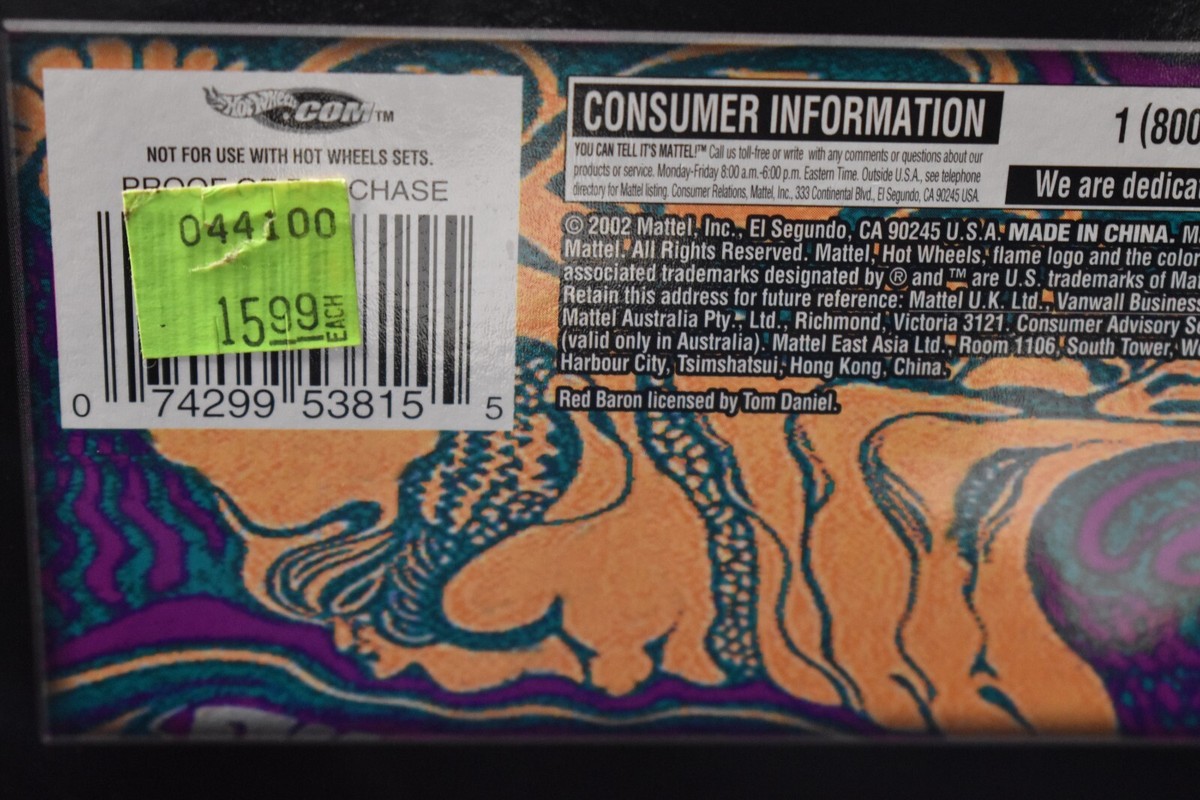 Hot Wheels.COM™
NOT FOR USE WITH HOT WHEELS SETS.
PROOF OF PURCHASE
044100
1599 EACH
0 74299 53815 5
CONSUMER INFORMATION
1 (800
YOU CAN TELL IT'S MATTEL!™ Call us toll-free or write with any comments or questions about our
products or service. Monday-Friday 8:00 a.m.-6:00 p.m. Eastern Time. Outside U.S.A., see telephone
directory for Mattel listing. Consumer Relations, Mattel, Inc., 333 Continental Blvd., El Segundo, CA 90245 USA.
We are dedica
© 2002 Mattel, Inc., El Segundo, CA 90245 U.S.A. MADE IN CHINA. M
Mattel. All Rights Reserved. Mattel, Hot Wheels, flame logo and the color
associated trademarks designated by ® and ™ are U.S. trademarks of Mat
Retain this address for future reference: Mattel U.K. Ltd., Vanwall Business
Mattel Australia Pty., Ltd., Richmond, Victoria 3121. Consumer Advisory S
(valid only in Australia). Mattel East Asia Ltd., Room 1106, South Tower, Wo
Harbour City, Tsimshatsui, Hong Kong, China.
Red Baron licensed by Tom Daniel.